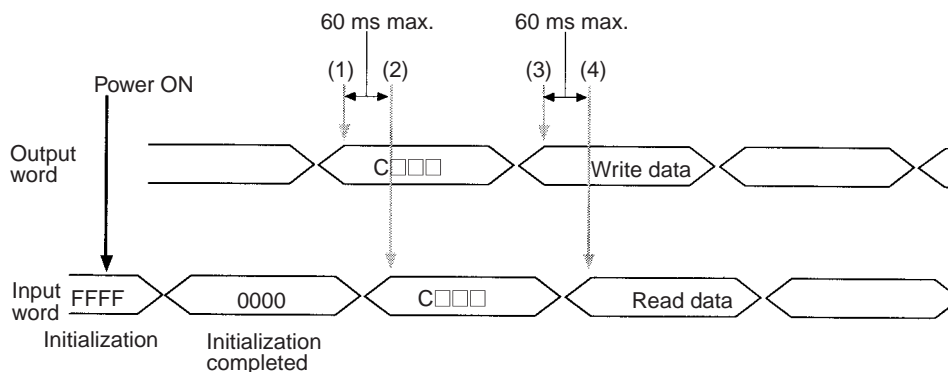 60 ms max. 60 ms max.
(1) (2) (3) (4)
Power ON
Output
word
C□□□ Write data
Input
word
FFFF 0000 C□□□ Read data
Initialization Initialization
completed